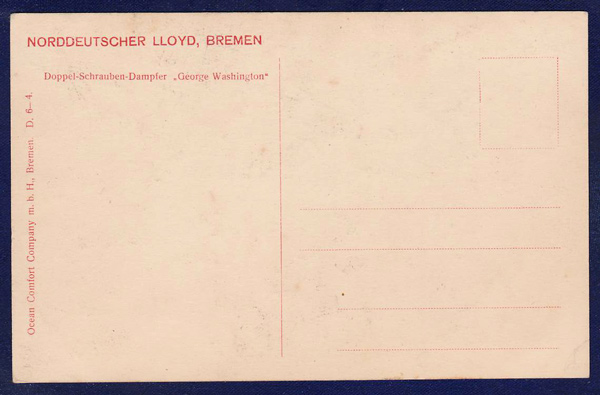 NORDDEUTSCHER LLOYD, BREMEN
Doppel-Schrauben-Dampfer „George Washington“
Ocean Comfort Company m. b. H., Bremen D. 6—4.